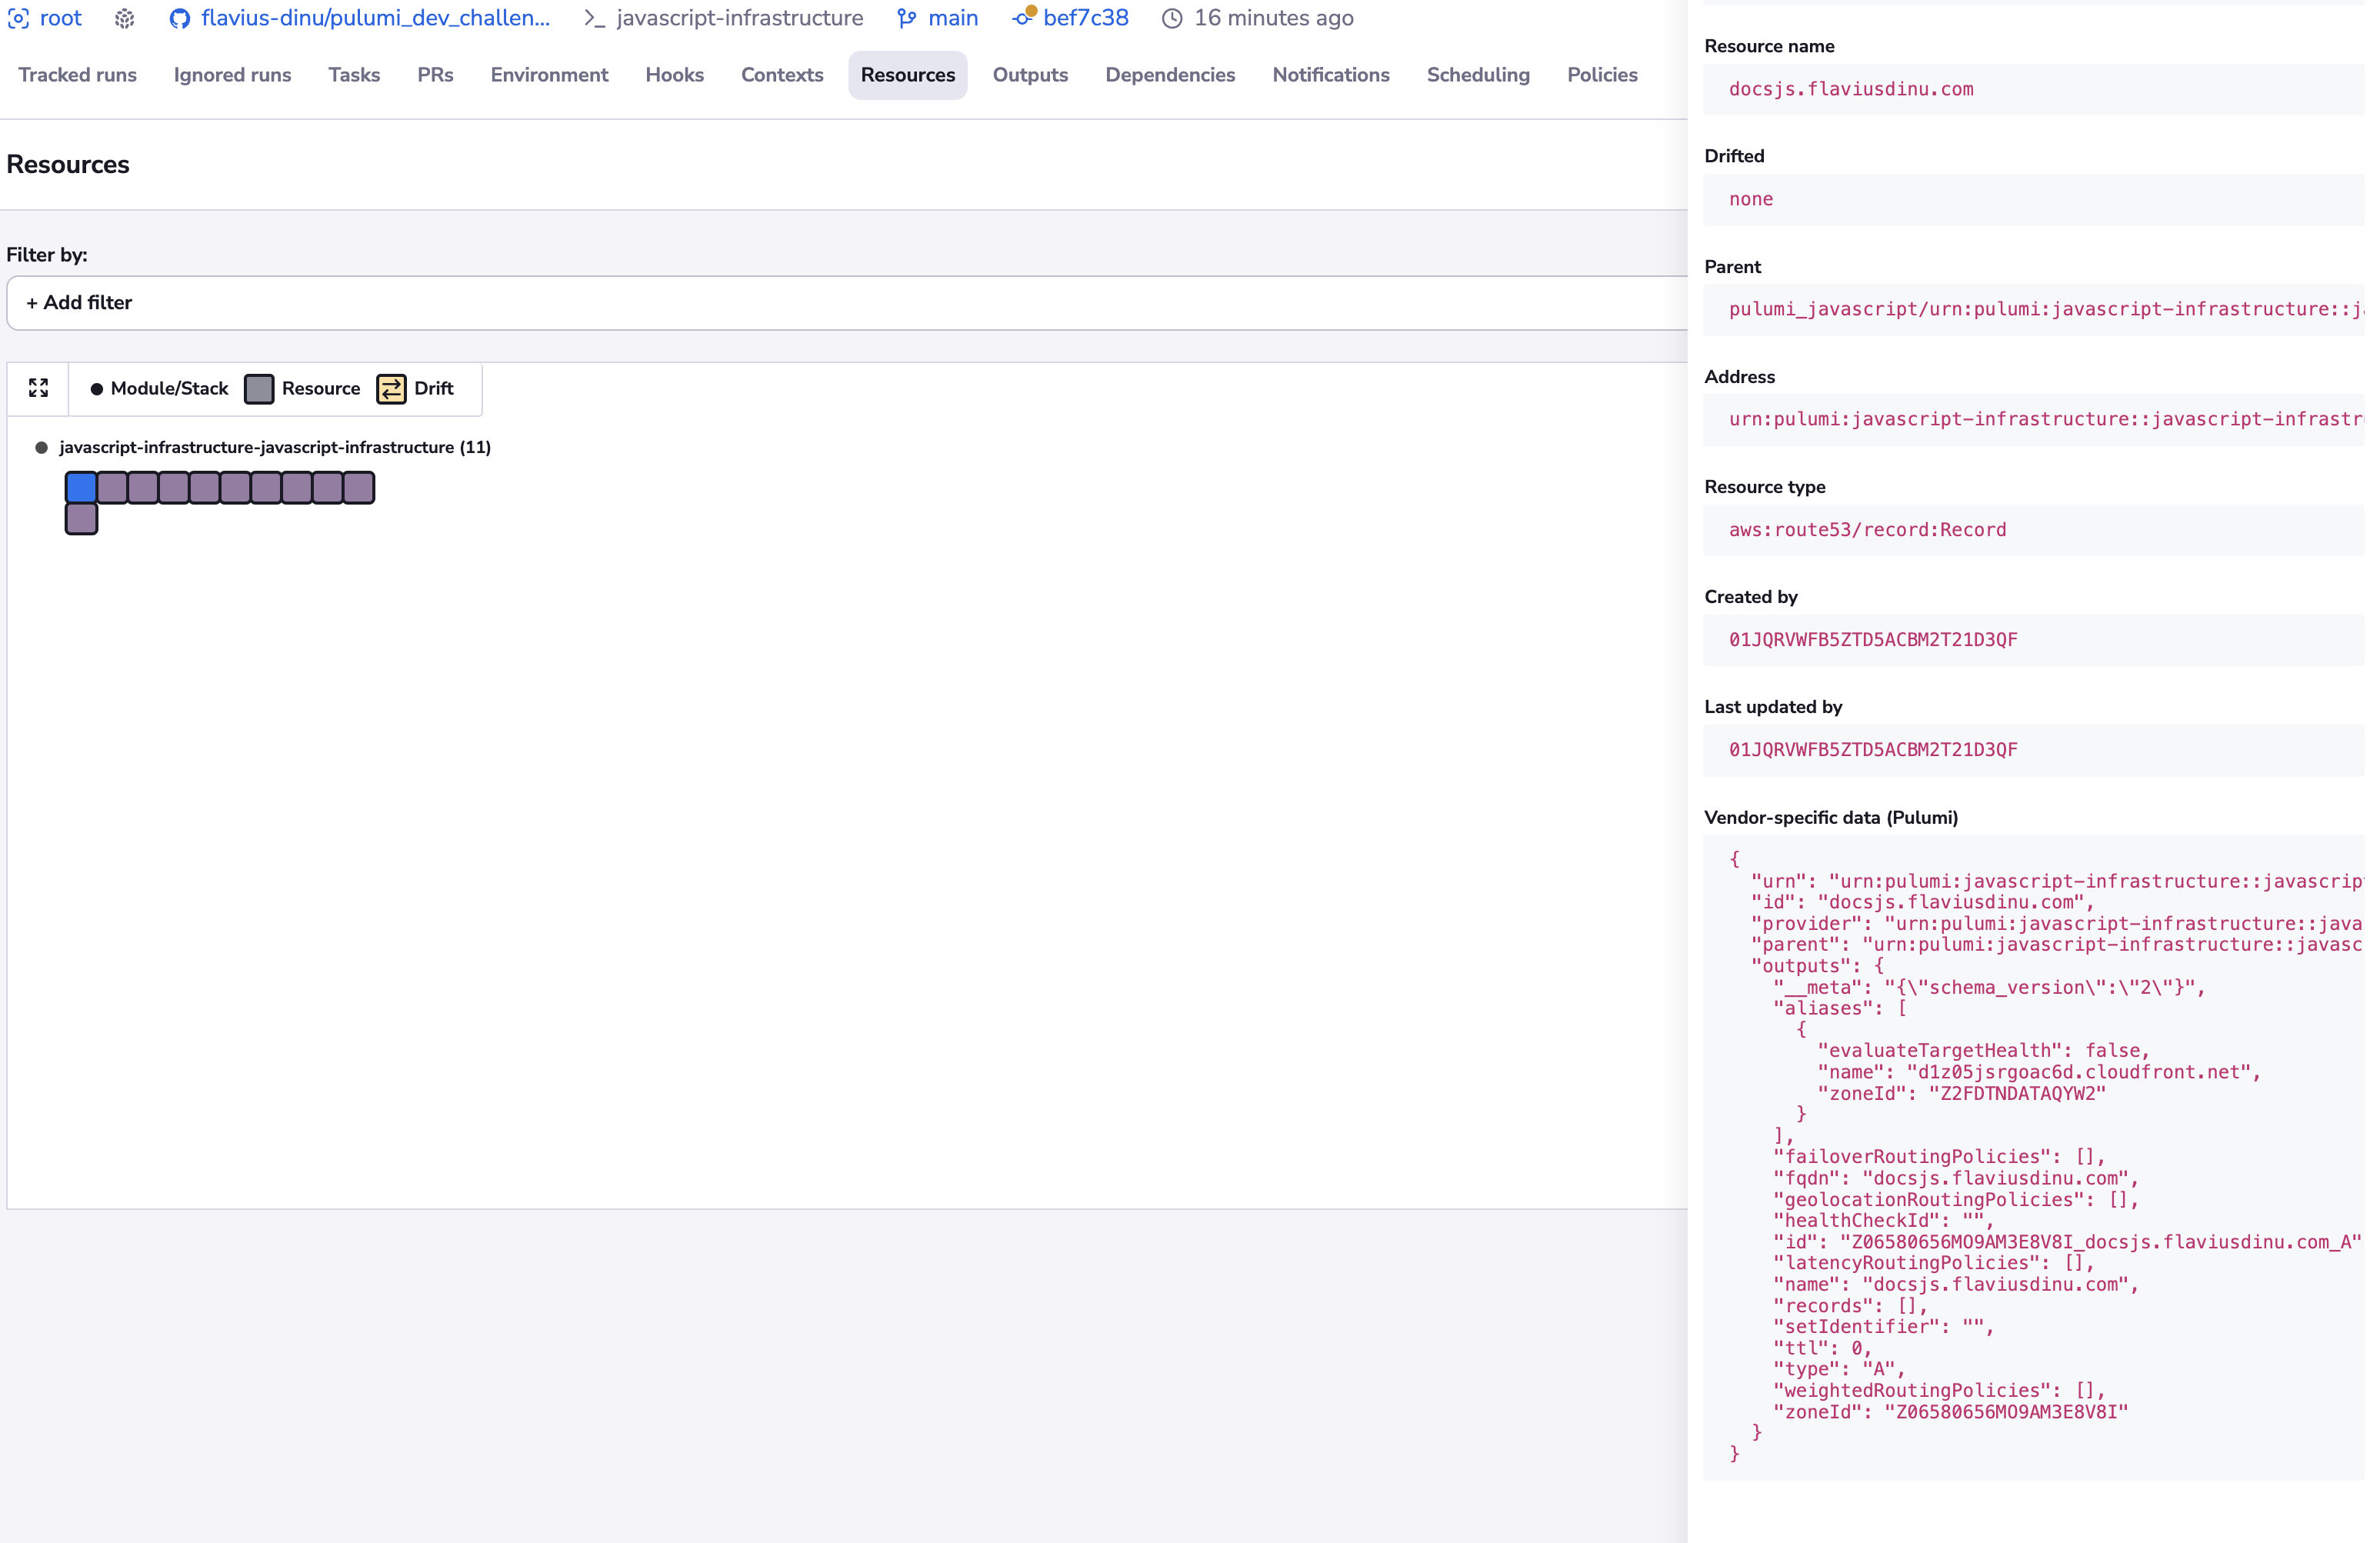 root flavius-dinu/pulumi_dev_challen... >_ javascript-infrastructure main bef7c38 16 minutes ago
Tracked runs Ignored runs Tasks PRs Environment Hooks Contexts Resources Outputs Dependencies Notifications Scheduling Policies
Resources
Filter by:
+ Add filter
Module/Stack Resource Drift
javascript-infrastructure-javascript-infrastructure (11)
Resource name
docsjs.flaviusdinu.com
Drifted
none
Parent
pulumi_javascript/urn:pulumi:javascript-infrastructure::j
Address
urn:pulumi:javascript-infrastructure::javascript-infrastr
Resource type
aws:route53/record:Record
Created by
01JQRVWFB5ZTD5ACBM2T21D3QF
Last updated by
01JQRVWFB5ZTD5ACBM2T21D3QF
Vendor-specific data (Pulumi)
{
"urn": "urn:pulumi:javascript-infrastructure::javascrip
"id": "docsjs.flaviusdinu.com",
"provider": "urn:pulumi:javascript-infrastructure::java
"parent": "urn:pulumi:javascript-infrastructure::javasc
"outputs": {
"__meta": "{\"schema_version\":\"2\"}",
"aliases": [
{
"evaluateTargetHealth": false,
"name": "d1z05jsrgoac6d.cloudfront.net",
"zoneId": "Z2FDTNDATAQYW2"
}
],
"failoverRoutingPolicies": [],
"fqdn": "docsjs.flaviusdinu.com",
"geolocationRoutingPolicies": [],
"healthCheckId": "",
"id": "Z06580656MO9AM3E8V8I_docsjs.flaviusdinu.com_A"
"latencyRoutingPolicies": [],
"name": "docsjs.flaviusdinu.com",
"records": [],
"setIdentifier": "",
"ttl": 0,
"type": "A",
"weightedRoutingPolicies": [],
"zoneId": "Z06580656MO9AM3E8V8I"
}
}